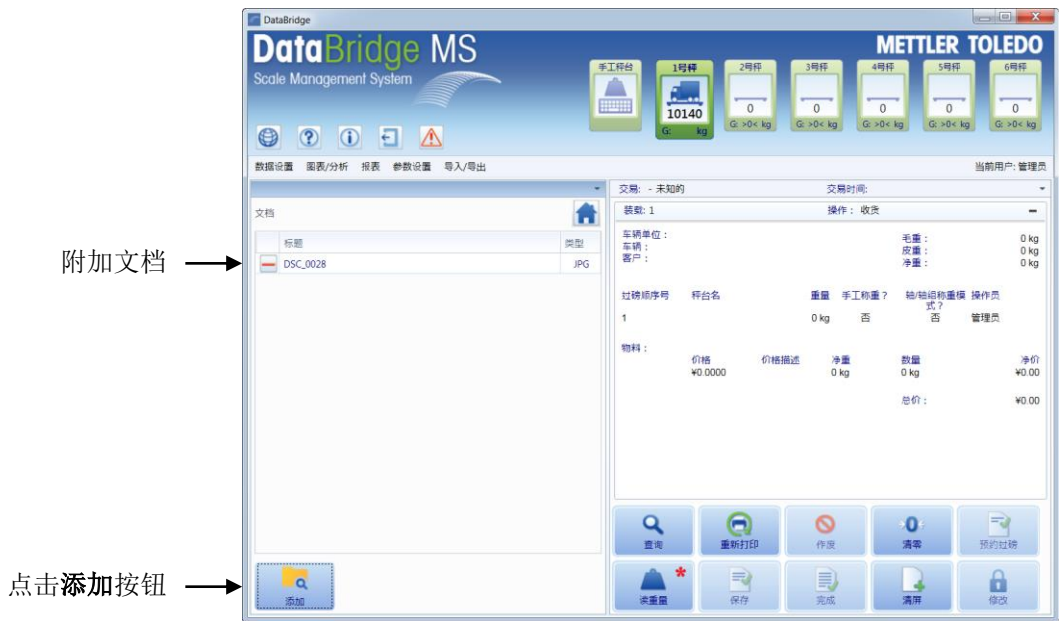 DataBridge
DataBridge MS
METTLER TOLEDO
Scale Management System
手工秤台
1号秤
2号秤
3号秤
4号秤
5号秤
6号秤
10140
0
0
0
0
0
G: kg
G: >0< kg
G: >0< kg
G: >0< kg
G: >0< kg
G: >0< kg
数据设置 图表/分析 报表 参数设置 导入/导出
当前用户: 管理员
交易: - 未知的 交易时间:
文档
装载: 1 操作: 收货
标题 类型
附加文档
DSC_0028 JPG
车辆单位:
车辆:
客户:
毛重: 0 kg
皮重: 0 kg
净重: 0 kg
过磅顺序号 秤台名 重量 手工称重? 轴/轴组称重模式? 操作员
1 0 kg 否 否 管理员
物料:
价格 价格描述 净重 数量 净价
¥0.0000 0 kg 0 kg ¥0.00
总价: ¥0.00
查询
重新打印
作废
0
清零
预约过磅
点击添加按钮
添加
*
读重量
保存
完成
清屏
修改